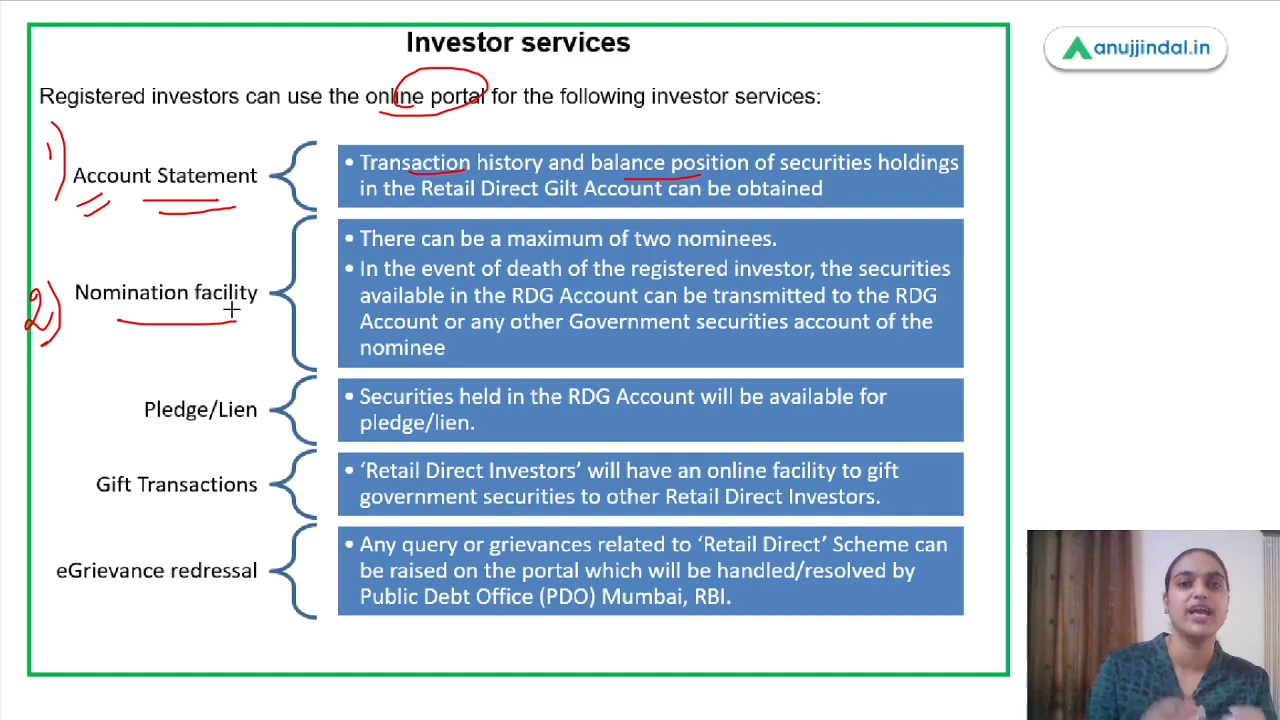 Investor services
anujjindal.in
Registered investors can use the online portal for the following investor services:
1)
Account Statement
• Transaction history and balance position of securities holdings
in the Retail Direct Gilt Account can be obtained
2)
Nomination facility
• There can be a maximum of two nominees.
• In the event of death of the registered investor, the securities
available in the RDG Account can be transmitted to the RDG
Account or any other Government securities account of the
nominee
Pledge/Lien
• Securities held in the RDG Account will be available for
pledge/lien.
Gift Transactions
• ‘Retail Direct Investors’ will have an online facility to gift
government securities to other Retail Direct Investors.
eGrievance redressal
• Any query or grievances related to ‘Retail Direct’ Scheme can
be raised on the portal which will be handled/resolved by
Public Debt Office (PDO) Mumbai, RBI.